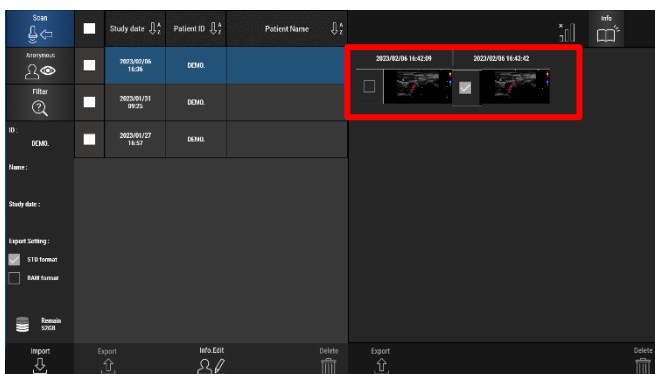 Scan
Study date
Patient ID
Patient Name
Info
Anonymous
2023/02/06
16:36
DEMO.
2023/02/06 16:42:09
2023/02/06 16:43:42
Filter
2023/01/31
09:25
DEMO.
ID :
DEMO.
2023/01/27
16:57
DEMO.
Name :
Study date :
Export Setting :
STD format
RAW format
Remain
52GB
Import
Export
Info.Edit
Delete
Export
Delete